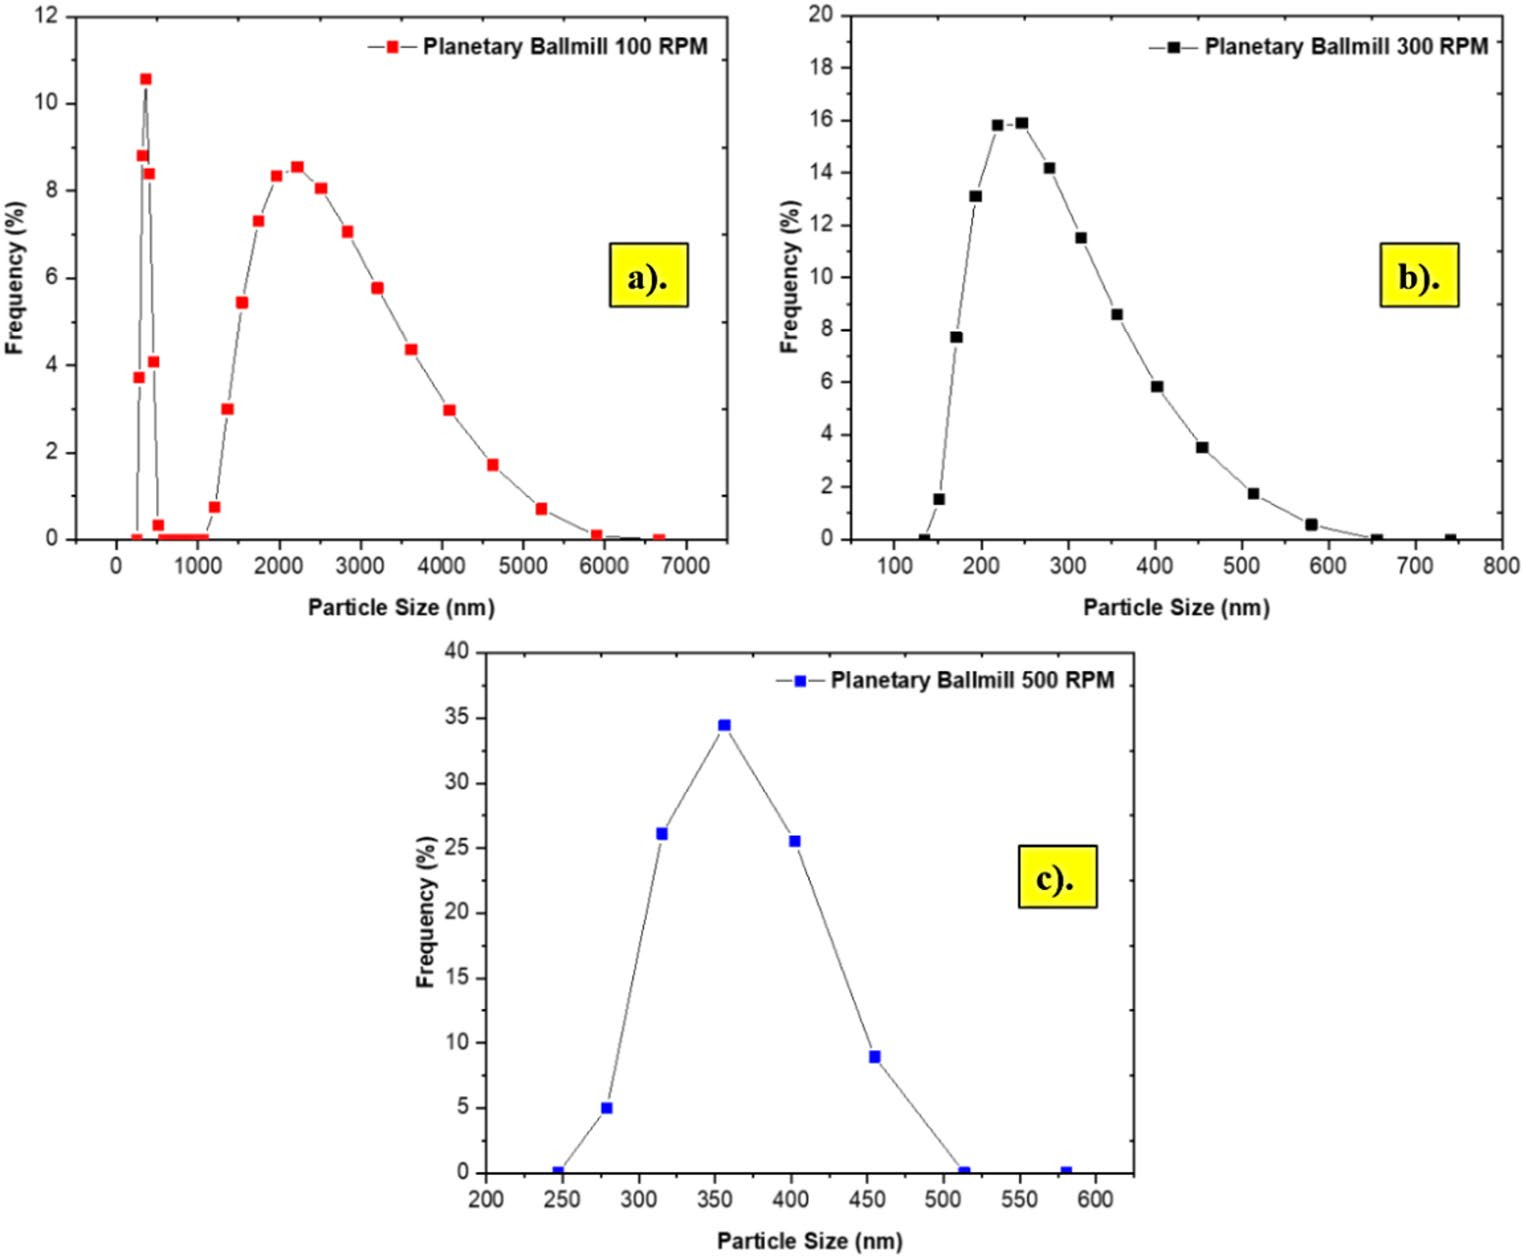 Planetary Ballmill 100 RPM
12
10
8
6
4
2
0
Frequency (%)
a).
0 1000 2000 3000 4000 5000 6000 7000
Particle Size (nm)
Planetary Ballmill 300 RPM
20
18
16
14
12
10
8
6
4
2
0
Frequency (%)
b).
100 200 300 400 500 600 700 800
Particle Size (nm)
Planetary Ballmill 500 RPM
40
35
30
25
20
15
10
5
0
Frequency (%)
c).
200 250 300 350 400 450 500 550 600
Particle Size (nm)